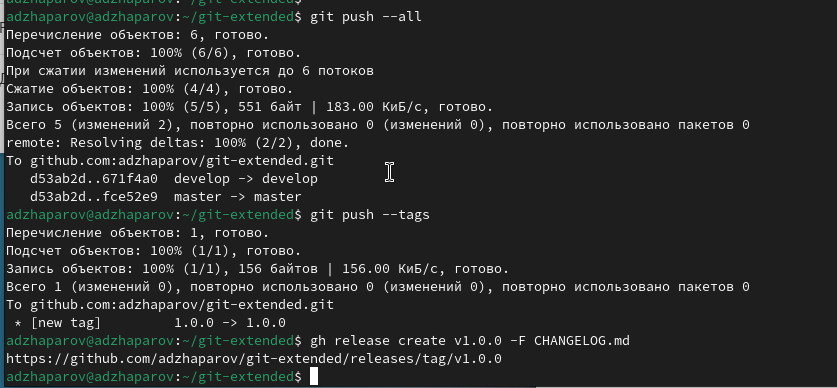 adzhaparov@adzhaparov:~/git-extended$ git push --all
Перечисление объектов: 6, готово.
Подсчет объектов: 100% (6/6), готово.
При сжатии изменений используется до 6 потоков
Сжатие объектов: 100% (4/4), готово.
Запись объектов: 100% (5/5), 551 байт | 183.00 КиБ/с, готово.
Всего 5 (изменений 2), повторно использовано 0 (изменений 0), повторно использовано пакетов 0
remote: Resolving deltas: 100% (2/2), done.
To github.com:adzhaparov/git-extended.git
   d53ab2d..671f4a0  develop -> develop
   d53ab2d..fce52e9  master -> master
adzhaparov@adzhaparov:~/git-extended$ git push --tags
Перечисление объектов: 1, готово.
Подсчет объектов: 100% (1/1), готово.
Запись объектов: 100% (1/1), 156 байтов | 156.00 КиБ/с, готово.
Всего 1 (изменений 0), повторно использовано 0 (изменений 0), повторно использовано пакетов 0
To github.com:adzhaparov/git-extended.git
 * [new tag]         1.0.0 -> 1.0.0
adzhaparov@adzhaparov:~/git-extended$ gh release create v1.0.0 -F CHANGELOG.md
https://github.com/adzhaparov/git-extended/releases/tag/v1.0.0
adzhaparov@adzhaparov:~/git-extended$